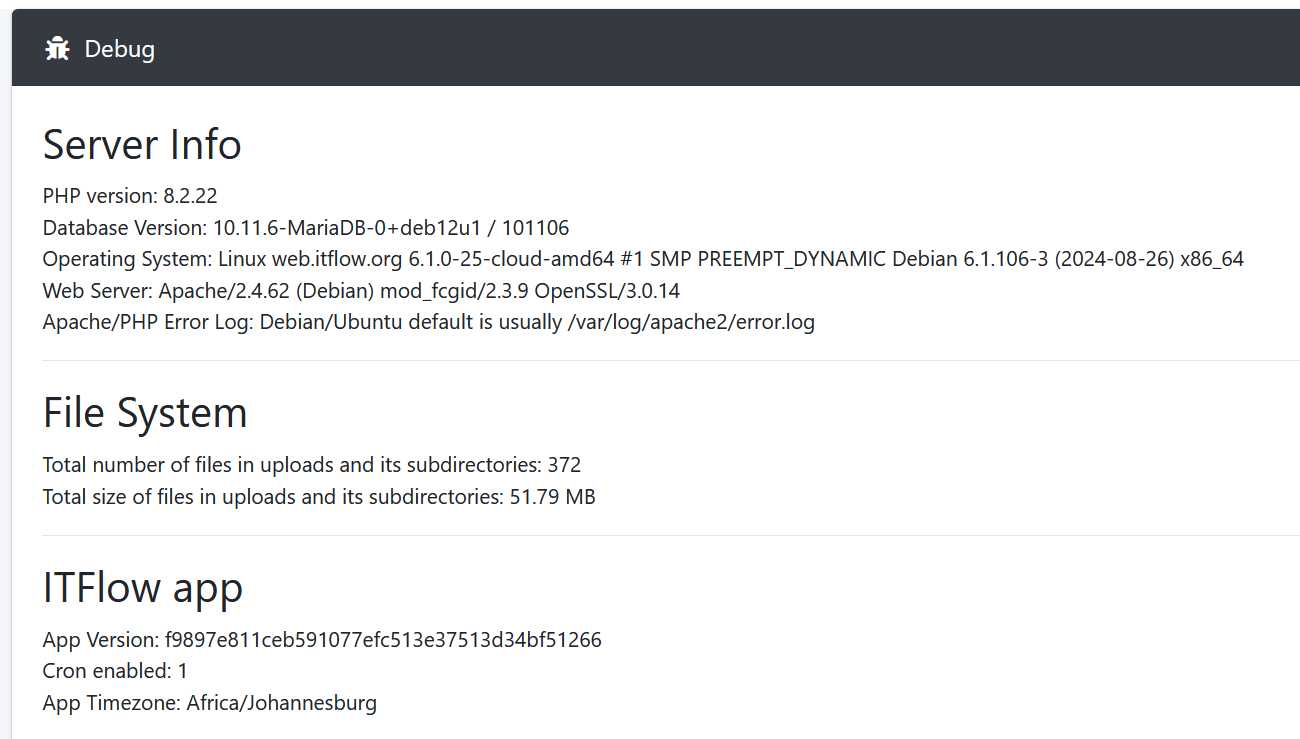 Debug
Server Info
PHP version: 8.2.22
Database Version: 10.11.6-MariaDB-0+deb12u1 / 101106
Operating System: Linux web.itflow.org 6.1.0-25-cloud-amd64 #1 SMP PREEMPT_DYNAMIC Debian 6.1.106-3 (2024-08-26) x86_64
Web Server: Apache/2.4.62 (Debian) mod_fcgid/2.3.9 OpenSSL/3.0.14
Apache/PHP Error Log: Debian/Ubuntu default is usually /var/log/apache2/error.log
File System
Total number of files in uploads and its subdirectories: 372
Total size of files in uploads and its subdirectories: 51.79 MB
ITFlow app
App Version: f9897e811ceb591077efc513e37513d34bf51266
Cron enabled: 1
App Timezone: Africa/Johannesburg